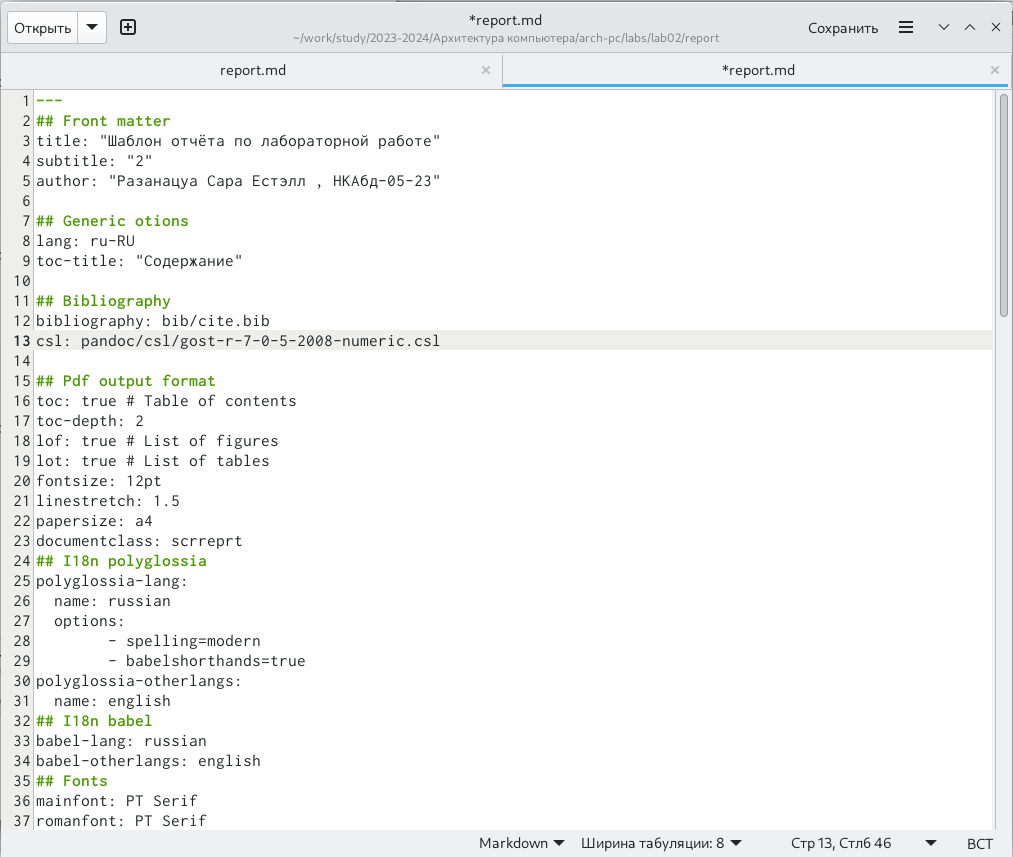 Открыть
*report.md
~/work/study/2023-2024/Архитектура компьютера/arch-pc/labs/lab02/report
Сохранить
report.md
*report.md
1 ---
2 ## Front matter
3 title: "Шаблон отчёта по лабораторной работе"
4 subtitle: "2"
5 author: "Разанацуа Сара Естэлл , НКАбд-05-23"
6
7 ## Generic otions
8 lang: ru-RU
9 toc-title: "Содержание"
10
11 ## Bibliography
12 bibliography: bib/cite.bib
13 csl: pandoc/csl/gost-r-7-0-5-2008-numeric.csl
14
15 ## Pdf output format
16 toc: true # Table of contents
17 toc-depth: 2
18 lof: true # List of figures
19 lot: true # List of tables
20 fontsize: 12pt
21 linestretch: 1.5
22 papersize: a4
23 documentclass: scrreprt
24 ## I18n polyglossia
25 polyglossia-lang:
26   name: russian
27   options:
28         - spelling=modern
29         - babelshorthands=true
30 polyglossia-otherlangs:
31   name: english
32 ## I18n babel
33 babel-lang: russian
34 babel-otherlangs: english
35 ## Fonts
36 mainfont: PT Serif
37 romanfont: PT Serif
Markdown Ширина табуляции: 8 Стр 13, Стлб 46 ВСТ